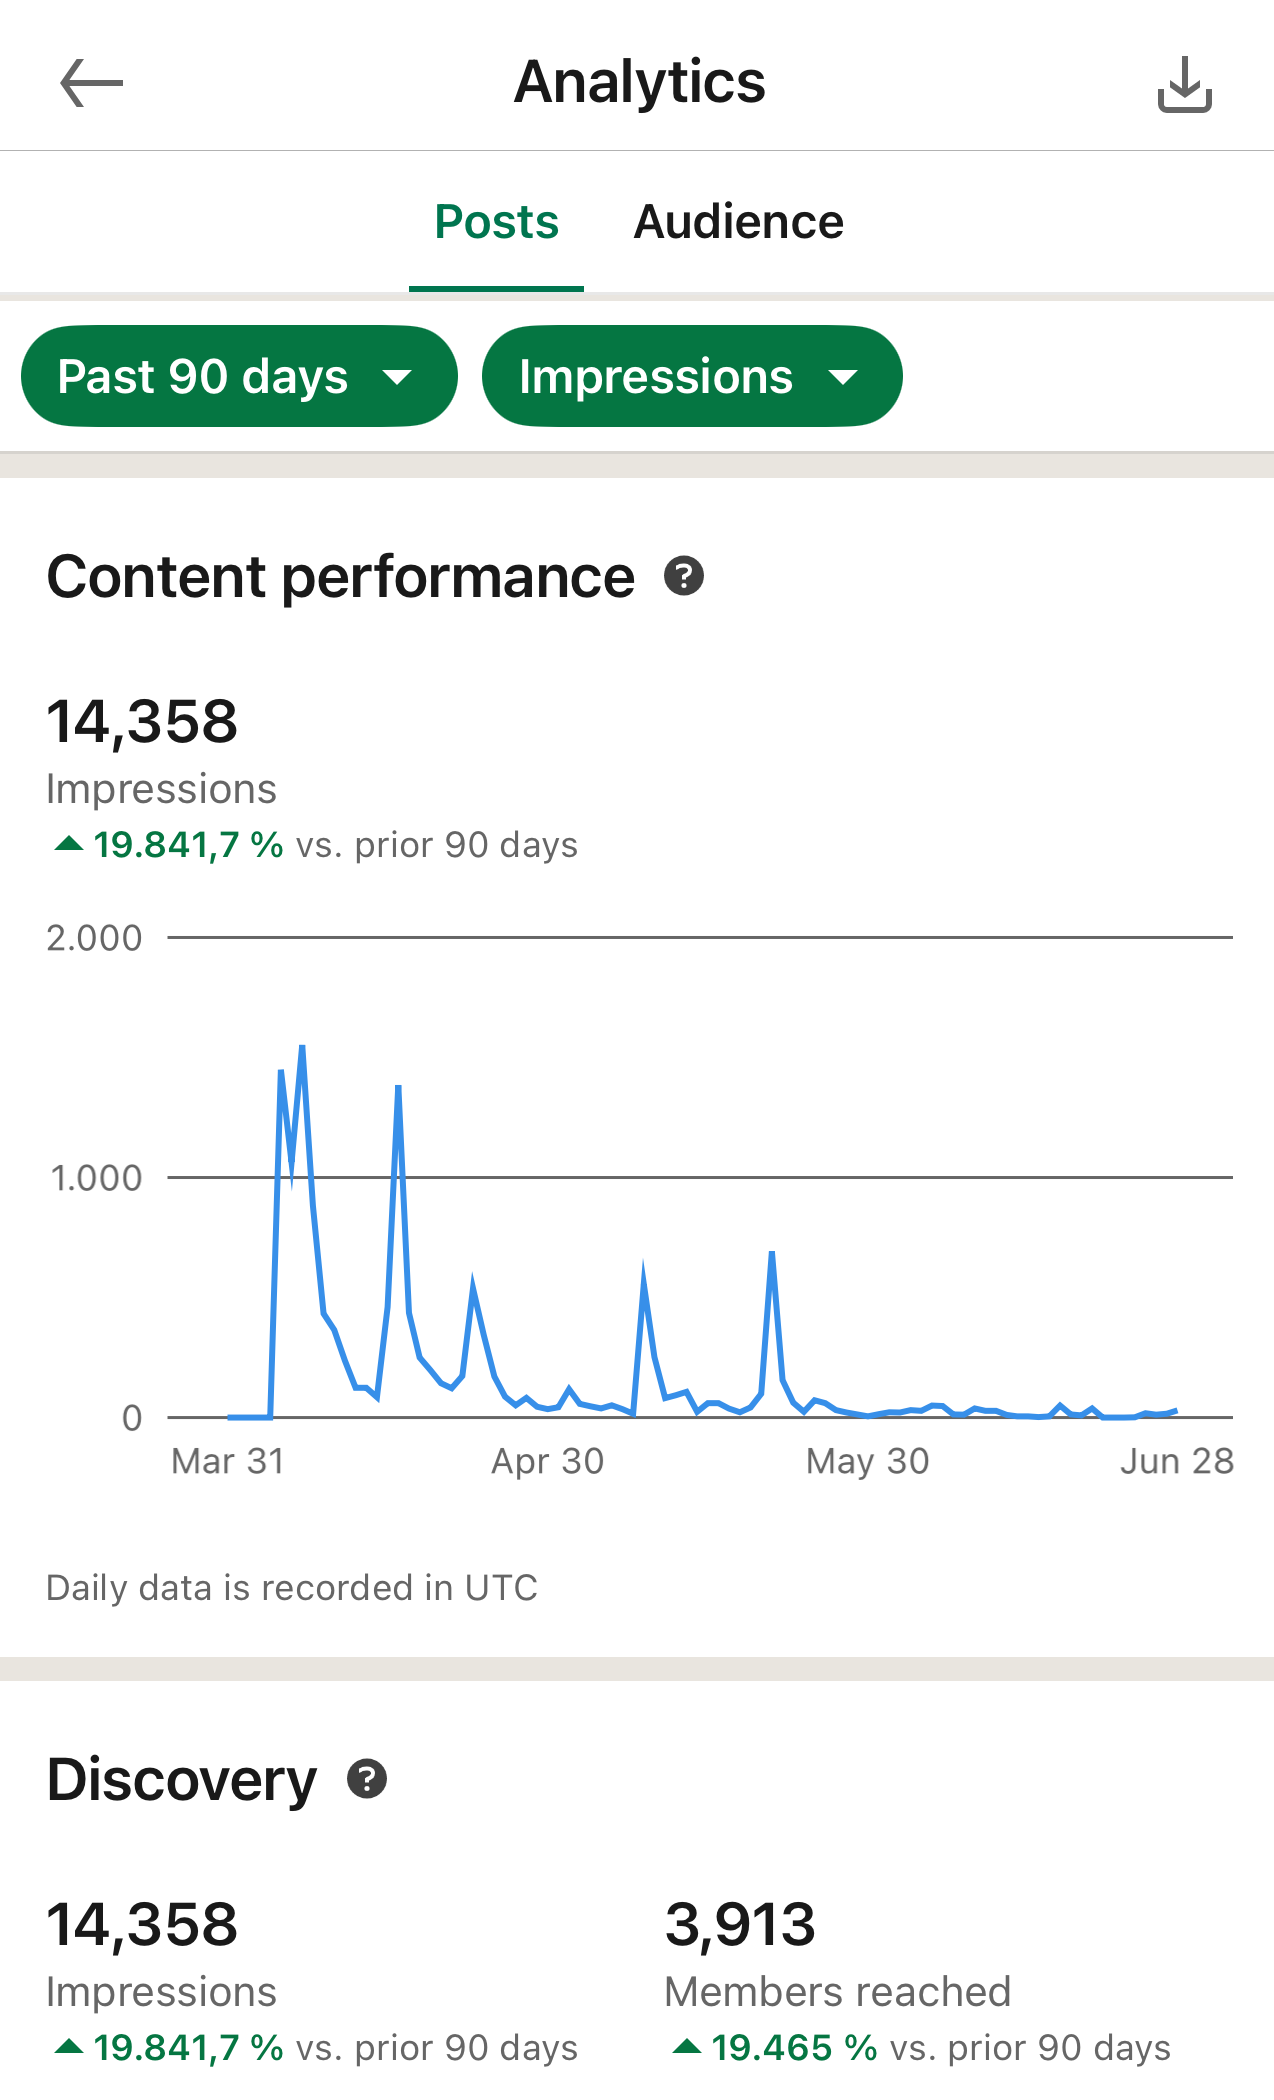 Analytics
Posts Audience
Past 90 days Impressions
Content performance ?
14,358
Impressions
19.841,7 % vs. prior 90 days
2.000
1.000
0
Mar 31 Apr 30 May 30 Jun 28
Daily data is recorded in UTC
Discovery ?
14,358 3,913
Impressions Members reached
19.841,7 % vs. prior 90 days 19.465 % vs. prior 90 days